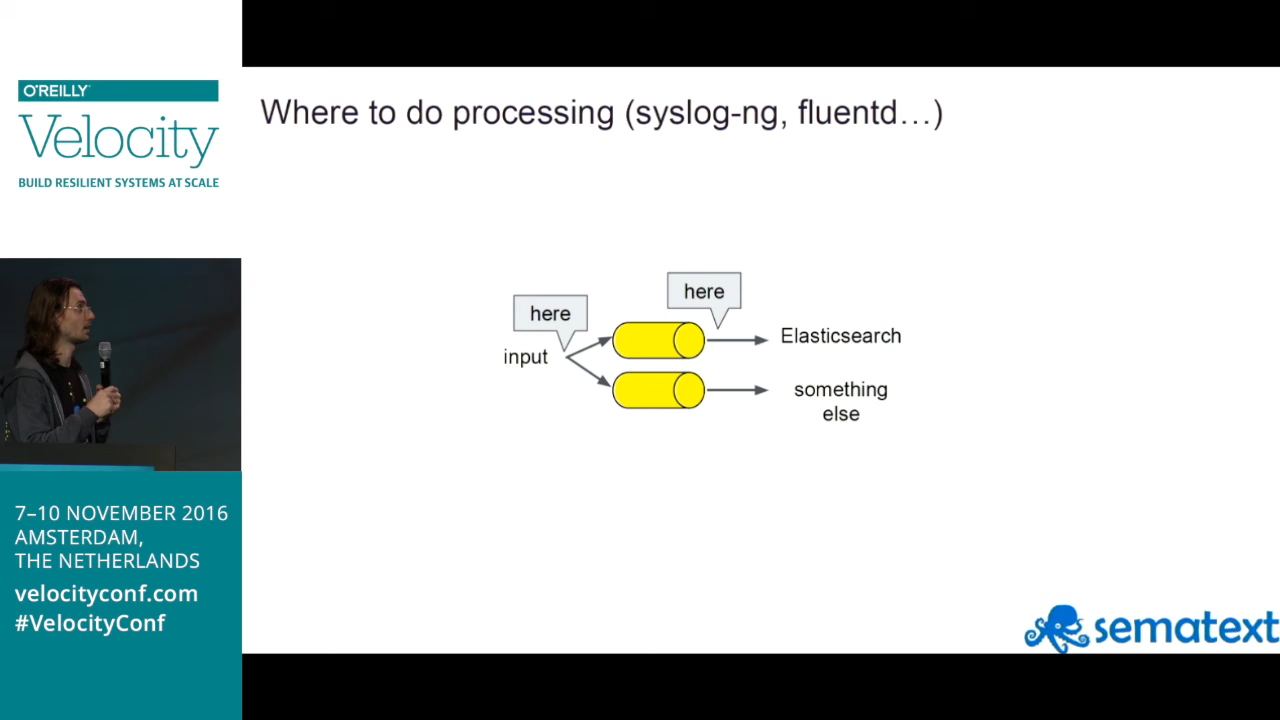 O'REILLY
Velocity
BUILD RESILIENT SYSTEMS AT SCALE
Where to do processing (syslog-ng, fluentd…)
here
here
input
Elasticsearch
something
else
7–10 NOVEMBER 2016
AMSTERDAM,
THE NETHERLANDS
velocityconf.com
#VelocityConf
sematext